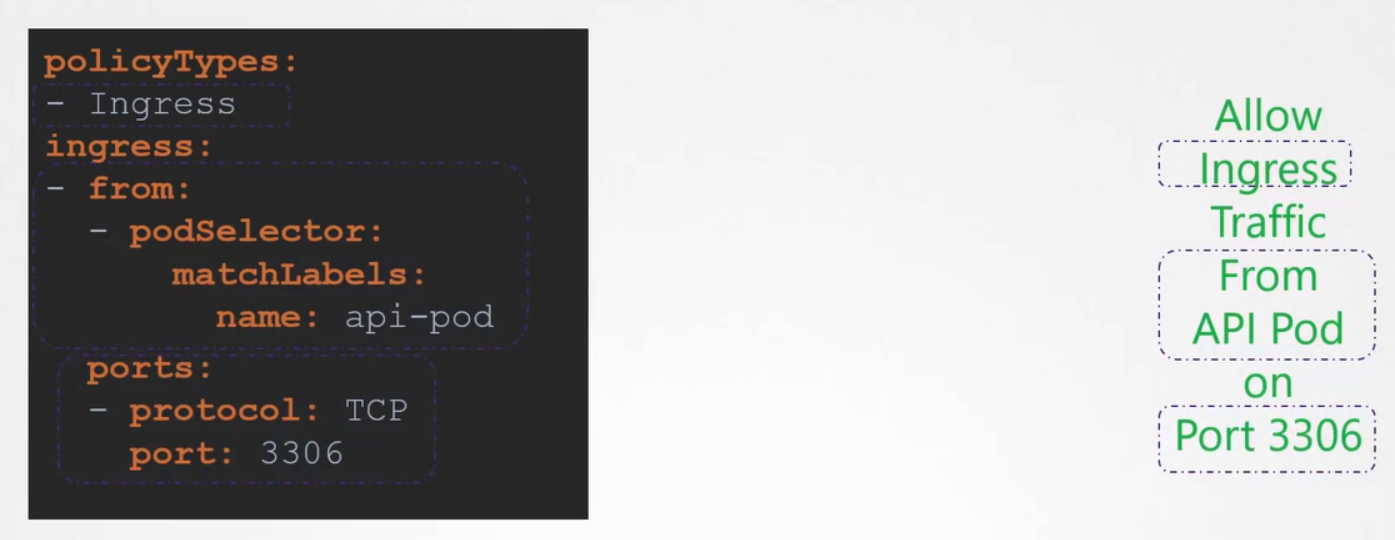 policyTypes:
- Ingress
ingress:
- from:
  - podSelector:
      matchLabels:
        name: api-pod
  ports:
  - protocol: TCP
    port: 3306
Allow
Ingress
Traffic
From
API Pod
on
Port 3306